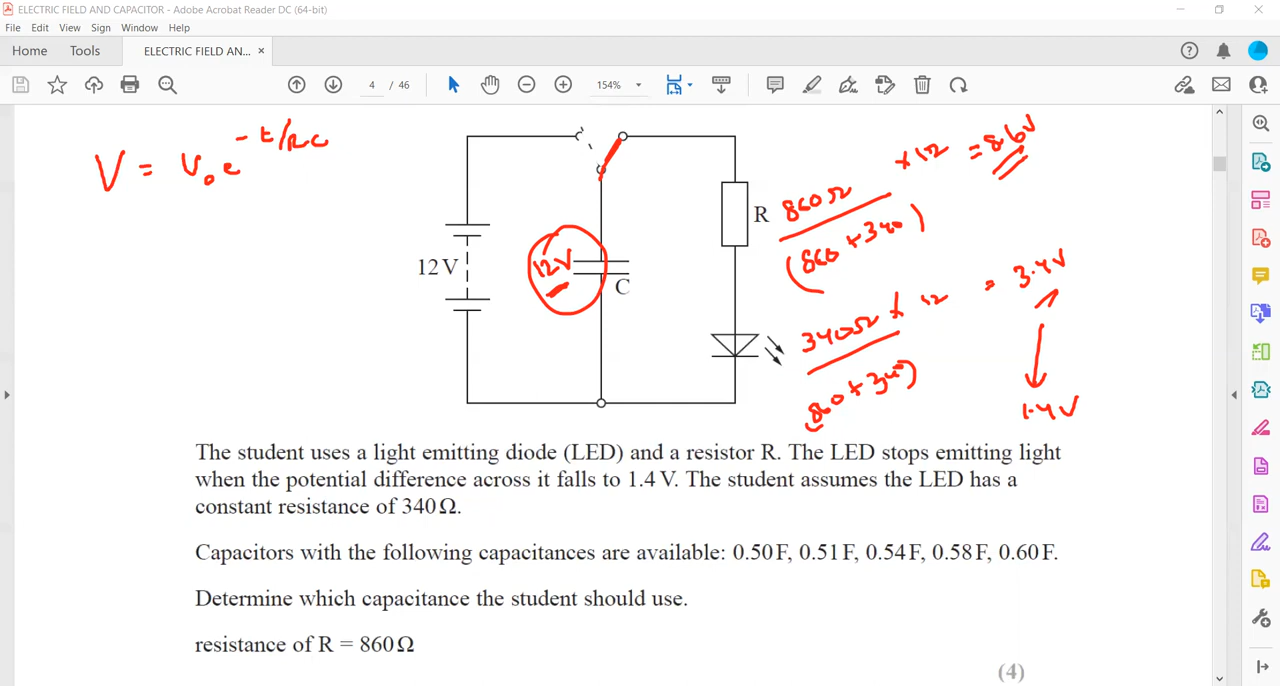 ELECTRIC FIELD AND CAPACITOR - Adobe Acrobat Reader DC (64-bit)
File Edit View Sign Window Help
Home Tools ELECTRIC FIELD AN... ×
4 / 46 154%
V = V₀ e^(-t/RC)
860Ω / (860 + 340) × 12 = 8.6V
R
12V
12V
C
340Ω / (860 + 340) × 12 = 3.4V
1.4V
The student uses a light emitting diode (LED) and a resistor R. The LED stops emitting light
when the potential difference across it falls to 1.4 V. The student assumes the LED has a
constant resistance of 340 Ω.
Capacitors with the following capacitances are available: 0.50 F, 0.51 F, 0.54 F, 0.58 F, 0.60 F.
Determine which capacitance the student should use.
resistance of R = 860 Ω
(4)